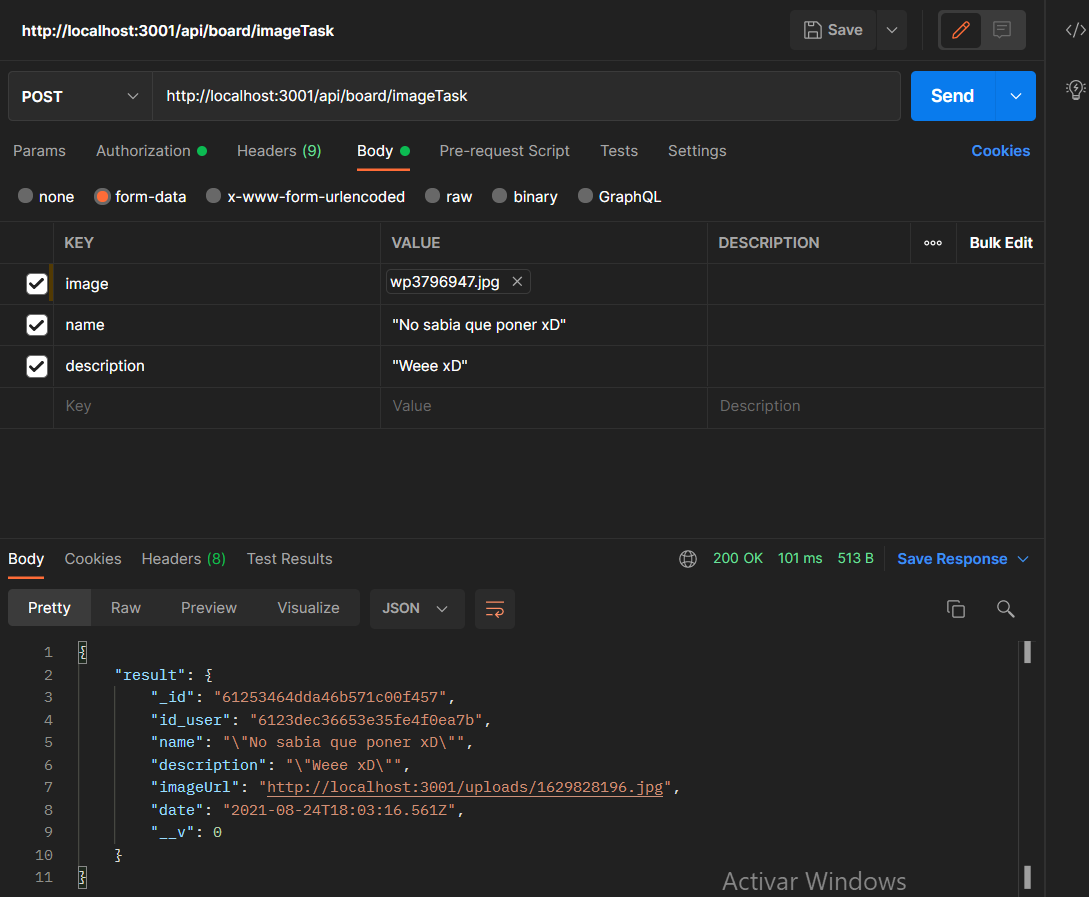 http://localhost:3001/api/board/imageTask Save
POST http://localhost:3001/api/board/imageTask Send
Params Authorization Headers (9) Body Pre-request Script Tests Settings Cookies
none form-data x-www-form-urlencoded raw binary GraphQL
KEY VALUE DESCRIPTION ooo Bulk Edit
image wp3796947.jpg ×
name "No sabia que poner xD"
description "Weee xD"
Key Value Description
Body Cookies Headers (8) Test Results 200 OK 101 ms 513 B Save Response
Pretty Raw Preview Visualize JSON
1 {
2 "result": {
3 "_id": "61253464dda46b571c00f457",
4 "id_user": "6123dec36653e35fe4f0ea7b",
5 "name": "\"No sabia que poner xD\"",
6 "description": "\"Weee xD\"",
7 "imageUrl": "http://localhost:3001/uploads/1629828196.jpg",
8 "date": "2021-08-24T18:03:16.561Z",
9 "__v": 0
10 }
11 }
Activar Windows